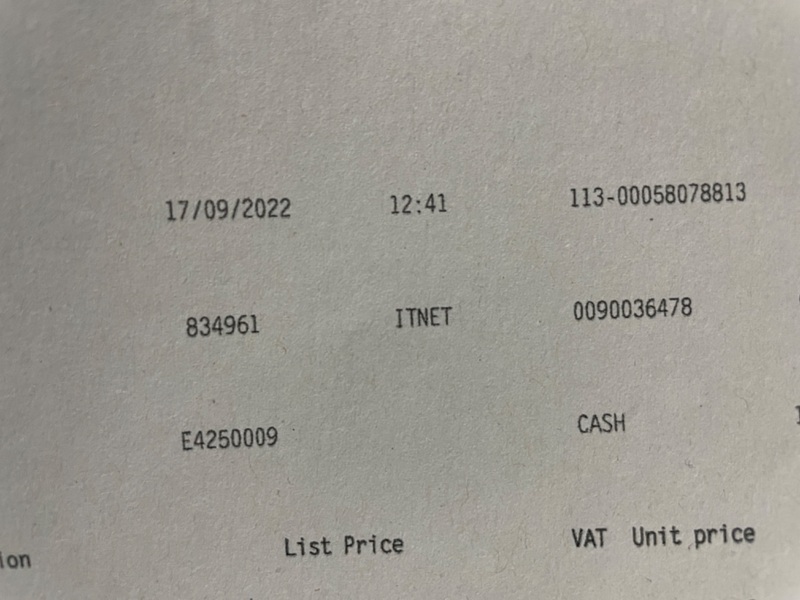 17/09/2022 12:41 113-00058078813
834961 ITNET 0090036478
E4250009 CASH
ion List Price VAT Unit price